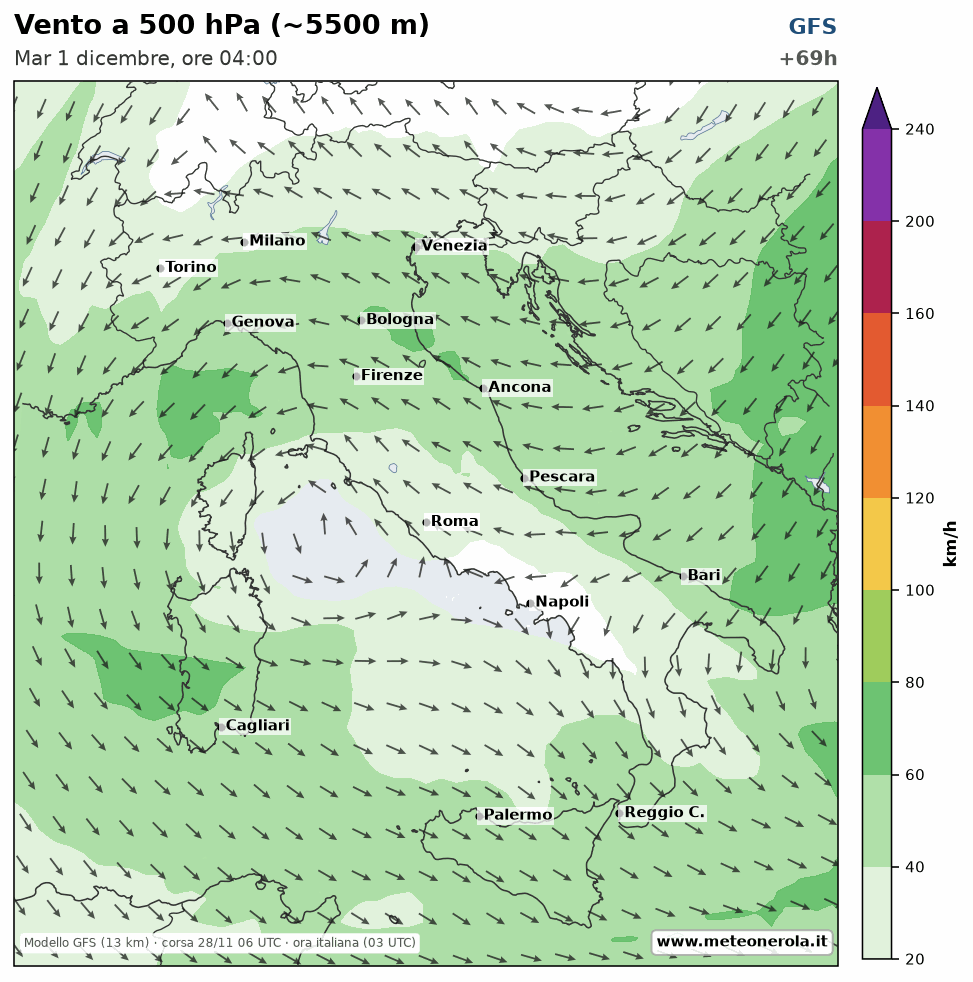 Vento a 500 hPa (~5500 m)
GFS
Mar 1 dicembre, ore 04:00
+69h
240
200
160
140
120
100
80
60
40
20
km/h
Milano
Venezia
Torino
Genova
Bologna
Firenze
Ancona
Pescara
Roma
Bari
Napoli
Cagliari
Palermo
Reggio C.
Modello GFS (13 km) · corsa 28/11 06 UTC · ora italiana (03 UTC)
www.meteonerola.it